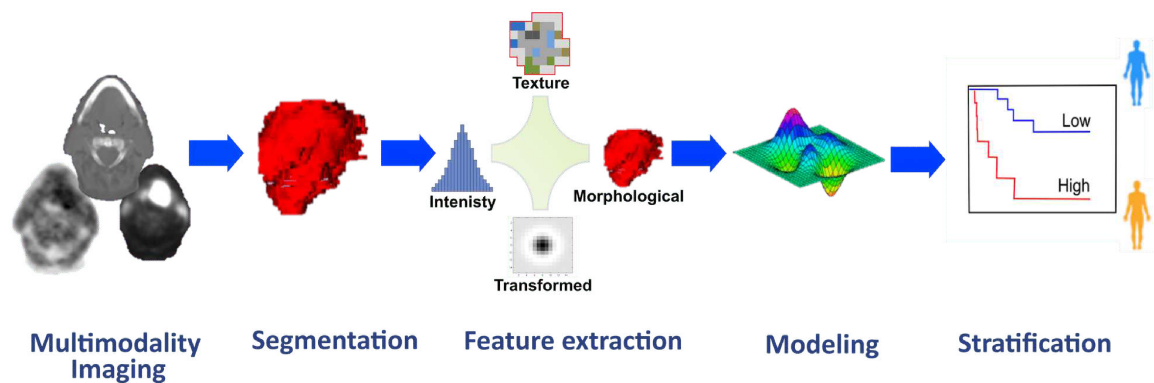 Texture
Intenisty
Morphological
Transformed
Low
High
Multimodality
Imaging
Segmentation
Feature extraction
Modeling
Stratification